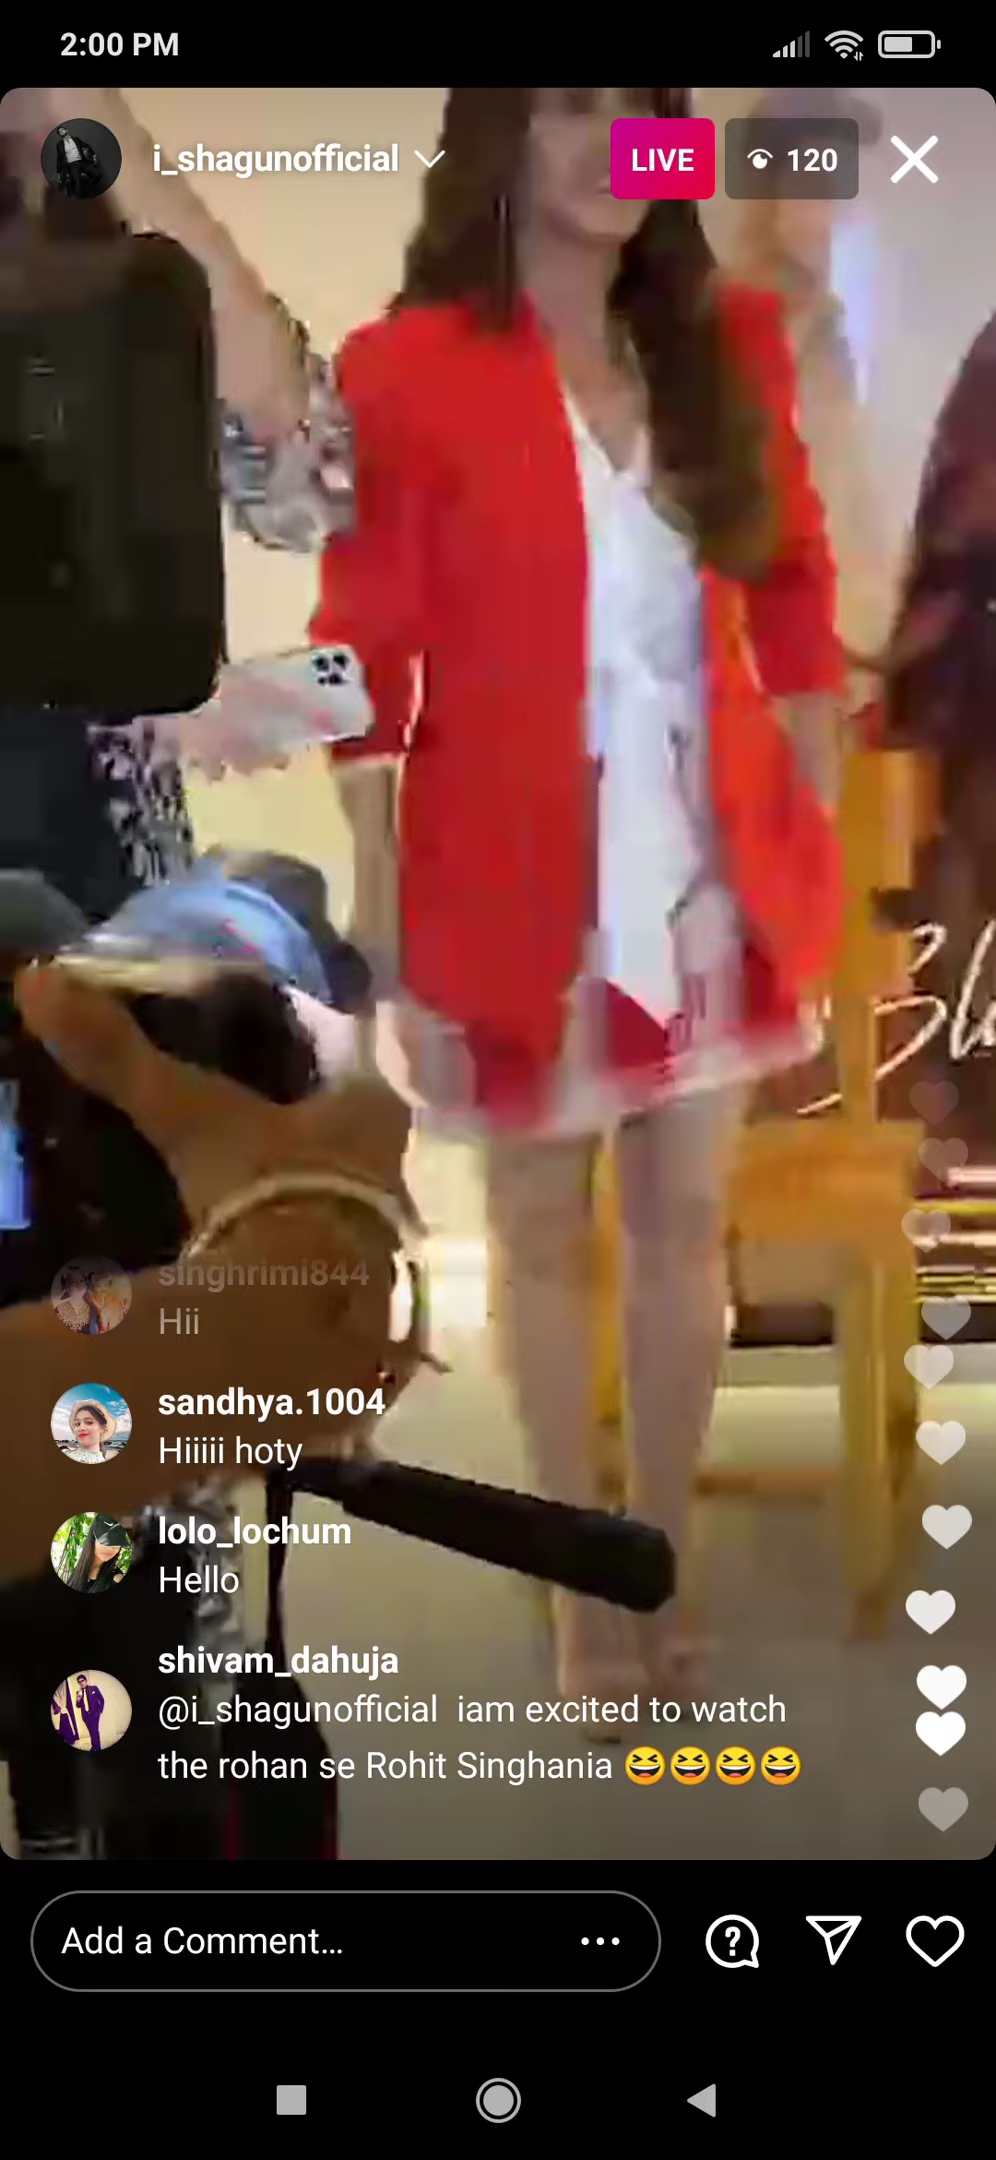 2:00 PM
i_shagunofficial
LIVE
120
singhrimi844
Hii
sandhya.1004
Hiiiii hoty
lolo_lochum
Hello
shivam_dahuja
@i_shagunofficial iam excited to watch
the rohan se Rohit Singhania 😆😆😆😆
Add a Comment...